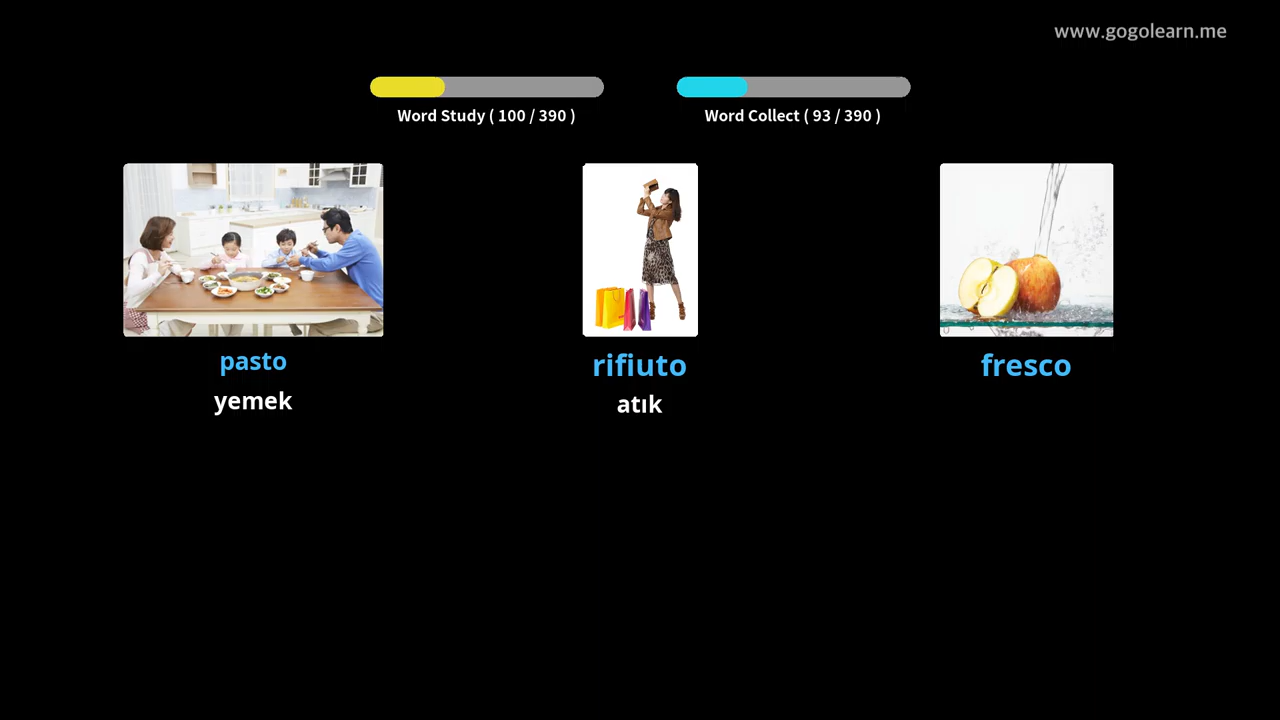 www.gogolearn.me
Word Study ( 100 / 390 )
Word Collect ( 93 / 390 )
pasto
yemek
rifiuto
atık
fresco